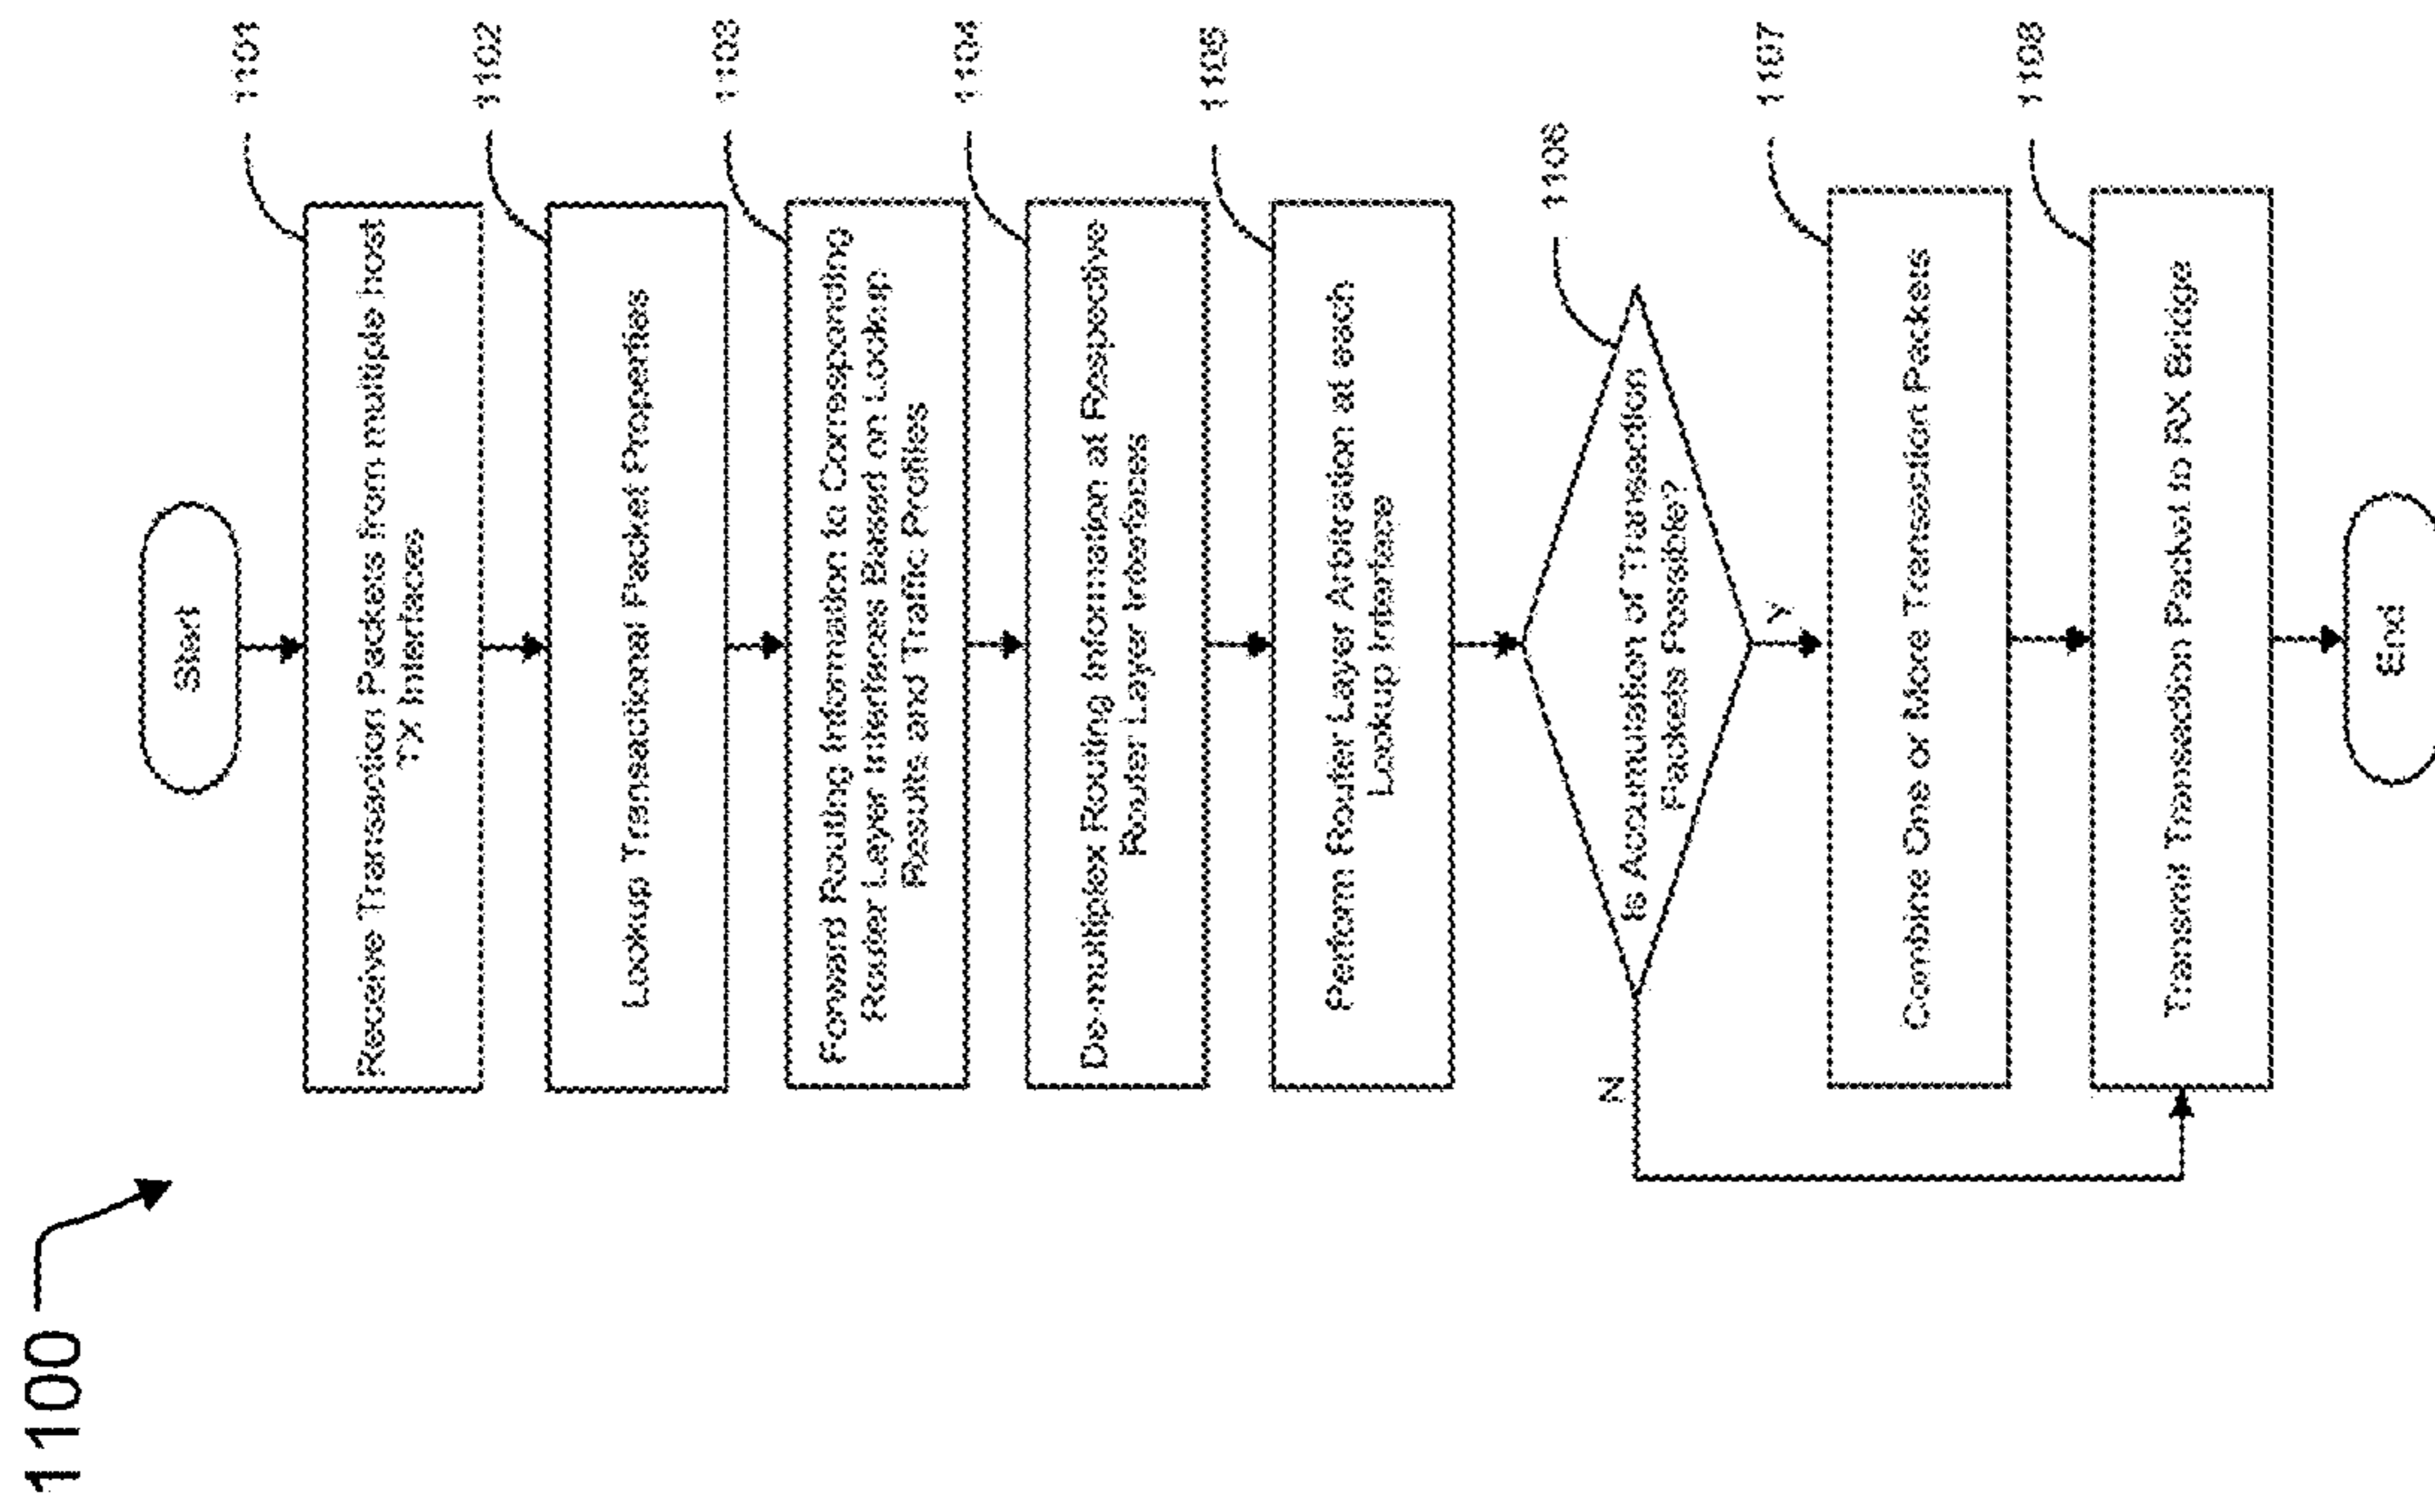 1100
Start
1101
Receive Transaction Packets from multiple host
TX Interfaces
1102
Lookup Transactional Packet Properties
1103
Forward Routing Information to Corresponding
Router Layer Interfaces Based on Lookup
Results and Traffic Profiles
1104
De-multiplex Routing Information at Respective
Router Layer Interfaces
1105
Perform Router Layer Arbitration at each
Lookup Interface
1106
Is Accumulation of Transaction
Packets Possible?
N
Y
1107
Combine One or More Transaction Packets
1108
Transmit Transaction Packet to RX Bridge
End